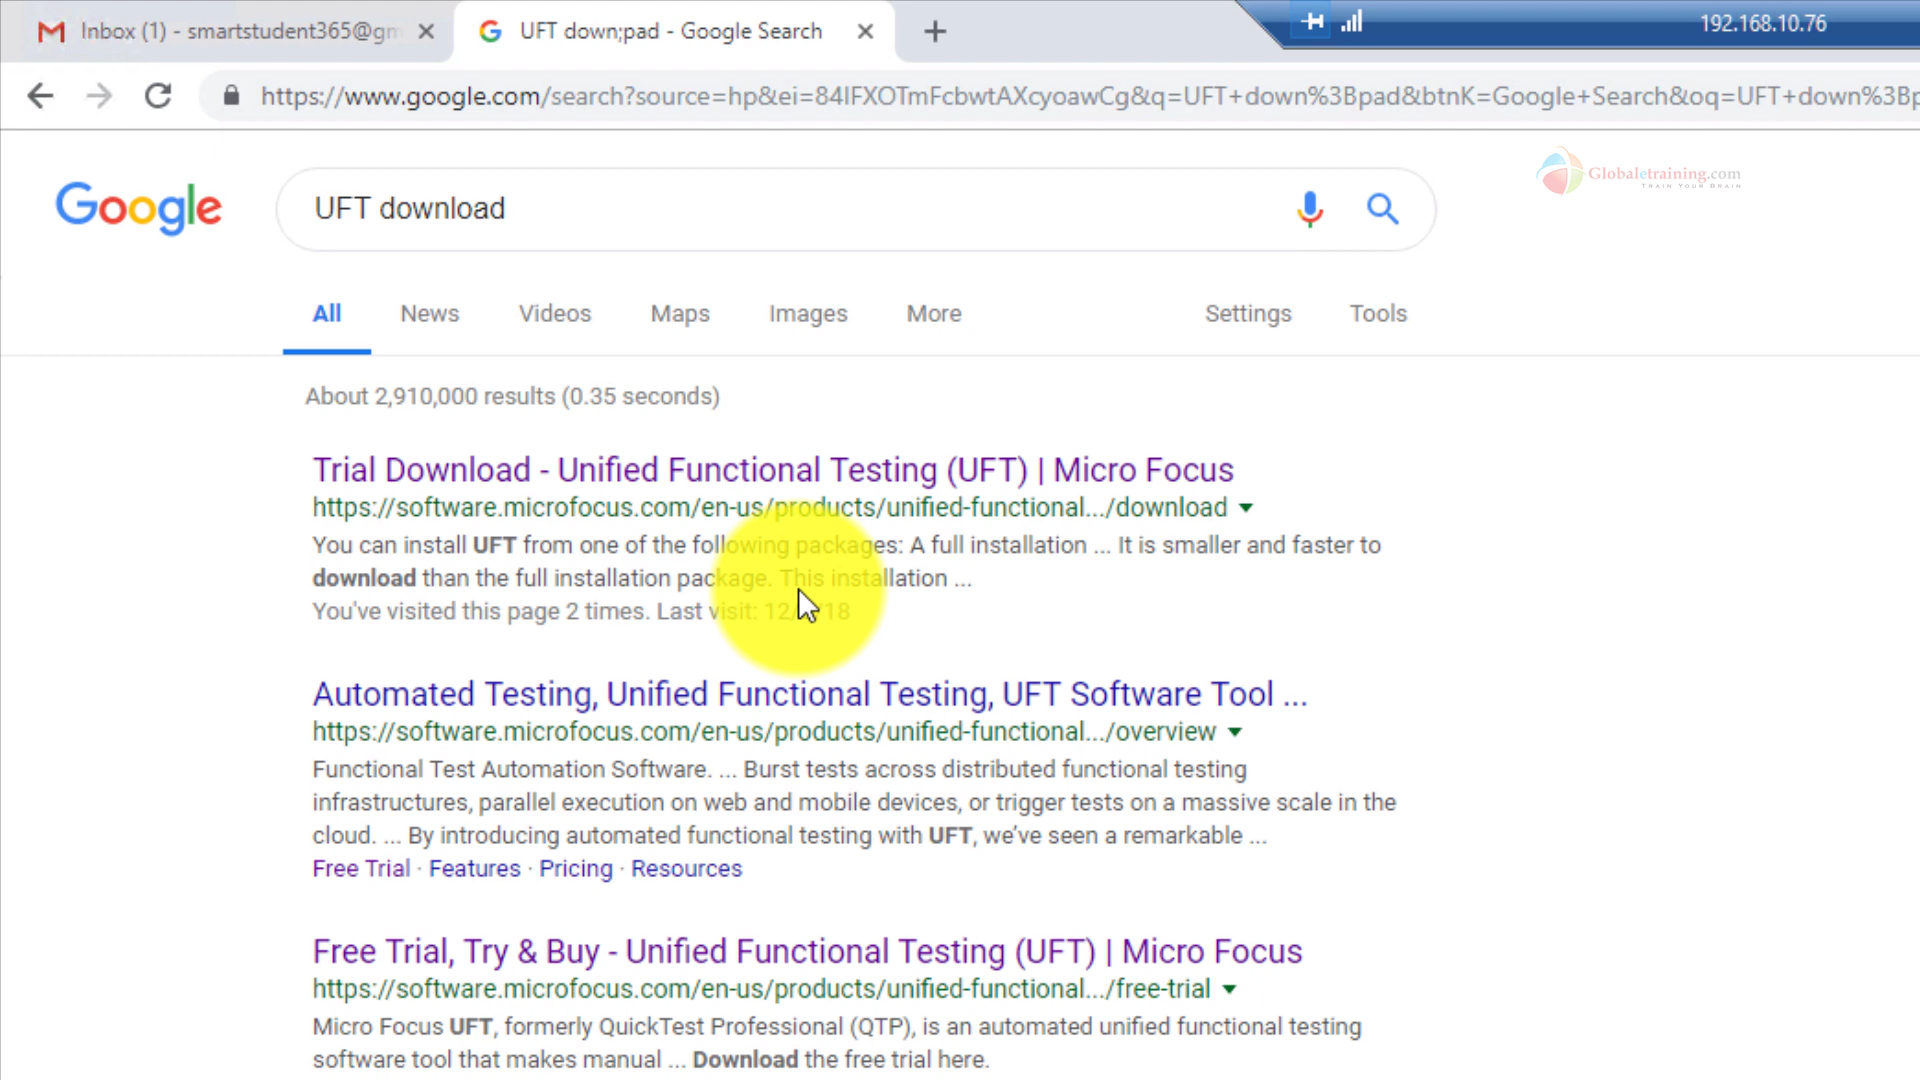 Inbox (1) - smartstudent365@gm
UFT down;pad - Google Search
192.168.10.76
https://www.google.com/search?source=hp&ei=84IFXOTmFcbwtAXcyoawCg&q=UFT+down%3Bpad&btnK=Google+Search&oq=UFT+down%3Bp
Google
UFT download
Globaletraining.com
TRAIN YOUR BRAIN
All
News
Videos
Maps
Images
More
Settings
Tools
About 2,910,000 results (0.35 seconds)
Trial Download - Unified Functional Testing (UFT) | Micro Focus
https://software.microfocus.com/en-us/products/unified-functional.../download
You can install UFT from one of the following packages: A full installation ... It is smaller and faster to
download than the full installation package. This installation ...
You've visited this page 2 times. Last visit:
Automated Testing, Unified Functional Testing, UFT Software Tool ...
https://software.microfocus.com/en-us/products/unified-functional.../overview
Functional Test Automation Software. ... Burst tests across distributed functional testing
infrastructures, parallel execution on web and mobile devices, or trigger tests on a massive scale in the
cloud. ... By introducing automated functional testing with UFT, we've seen a remarkable ...
Free Trial · Features · Pricing · Resources
Free Trial, Try & Buy - Unified Functional Testing (UFT) | Micro Focus
https://software.microfocus.com/en-us/products/unified-functional.../free-trial
Micro Focus UFT, formerly QuickTest Professional (QTP), is an automated unified functional testing
software tool that makes manual ... Download the free trial here.